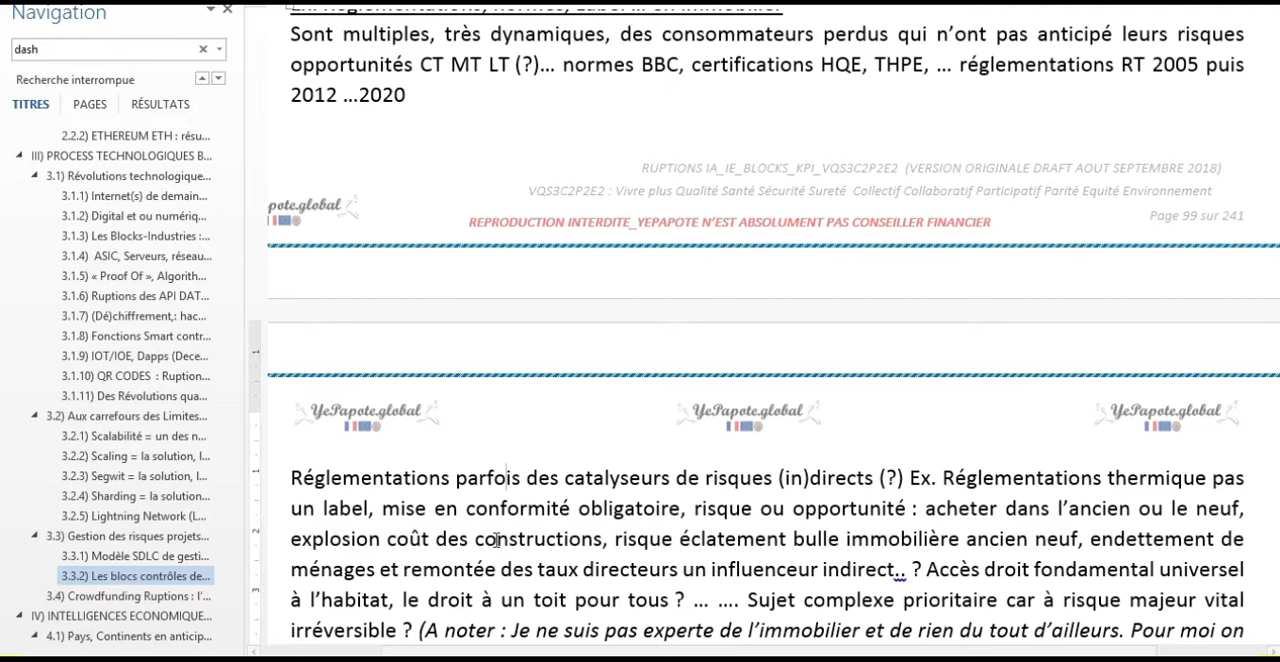 Navigation
dash
Recherche interrompue
TITRES PAGES RÉSULTATS
2.2.2) ETHEREUM ETH : résu...
III) PROCESS TECHNOLOGIQUES B...
3.1) Révolutions technologique...
3.1.1) Internet(s) de demain...
3.1.2) Digital et ou numériq...
3.1.3) Les Blocks-Industries :...
3.1.4) ASIC, Serveurs, réseau...
3.1.5) « Proof Of », Algorith...
3.1.6) Ruptions des API DAT...
3.1.7) (Dé)chiffrement,: hac...
3.1.8) Fonctions Smart contr...
3.1.9) IOT/IOE, Dapps (Dece...
3.1.10) QR CODES : Ruption...
3.1.11) Des Révolutions qua...
3.2) Aux carrefours des Limites...
3.2.1) Scalabilité = un des n...
3.2.2) Scaling = la solution, l...
3.2.3) Segwit = la solution, l...
3.2.4) Sharding = la solution...
3.2.5) Lightning Network (L...
3.3) Gestion des risques projets...
3.3.1) Modèle SDLC de gesti...
3.3.2) Les blocs contrôles de...
3.4) Crowdfunding Ruptions : l'...
IV) INTELLIGENCES ECONOMIQUE...
4.1) Pays, Continents en anticip...
Ex. Réglementations, normes, Label ... en immobilier
Sont multiples, très dynamiques, des consommateurs perdus qui n’ont pas anticipé leurs risques
opportunités CT MT LT (?)... normes BBC, certifications HQE, THPE, ... réglementations RT 2005 puis
2012 ...2020
RUPTIONS IA_IE_BLOCKS_KPI_VQS3C2P2E2 (VERSION ORIGINALE DRAFT AOUT SEPTEMBRE 2018)
VQS3C2P2E2 : Vivre plus Qualité Santé Sécurité Sureté Collectif Collaboratif Participatif Parité Equité Environnement
pote.global
Page 99 sur 241
REPRODUCTION INTERDITE_YEPAPOTE N’EST ABSOLUMENT PAS CONSEILLER FINANCIER
YePapote.global YePapote.global YePapote.global
Réglementations parfois des catalyseurs de risques (in)directs (?) Ex. Réglementations thermique pas
un label, mise en conformité obligatoire, risque ou opportunité : acheter dans l’ancien ou le neuf,
explosion coût des constructions, risque éclatement bulle immobilière ancien neuf, endettement de
ménages et remontée des taux directeurs un influenceur indirect.. ? Accès droit fondamental universel
à l’habitat, le droit à un toit pour tous ? ... .... Sujet complexe prioritaire car à risque majeur vital
irréversible ? (A noter : Je ne suis pas experte de l’immobilier et de rien du tout d’ailleurs. Pour moi on